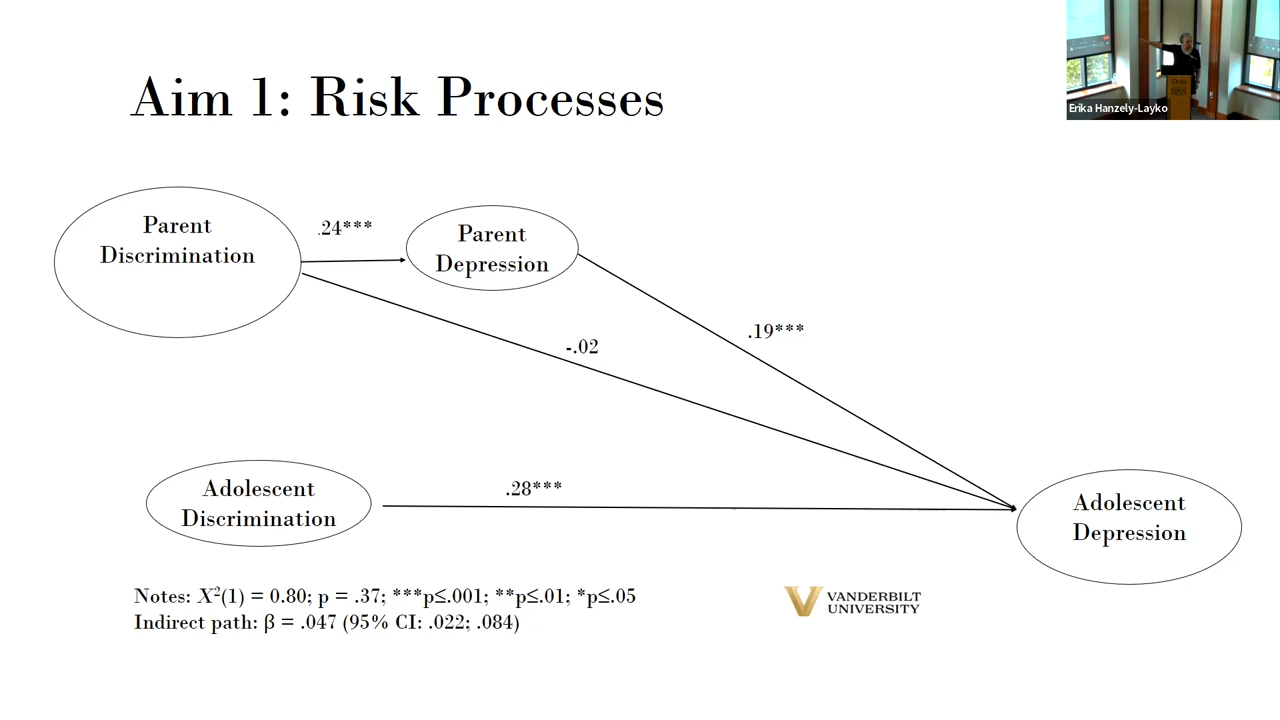 Aim 1: Risk Processes
Erika Hanzely-Layko
Parent
Discrimination
.24***
Parent
Depression
.19***
-.02
Adolescent
Discrimination
.28***
Adolescent
Depression
Notes: X²(1) = 0.80; p = .37; ***p≤.001; **p≤.01; *p≤.05
Indirect path: β = .047 (95% CI: .022; .084)
VANDERBILT
UNIVERSITY
Duke